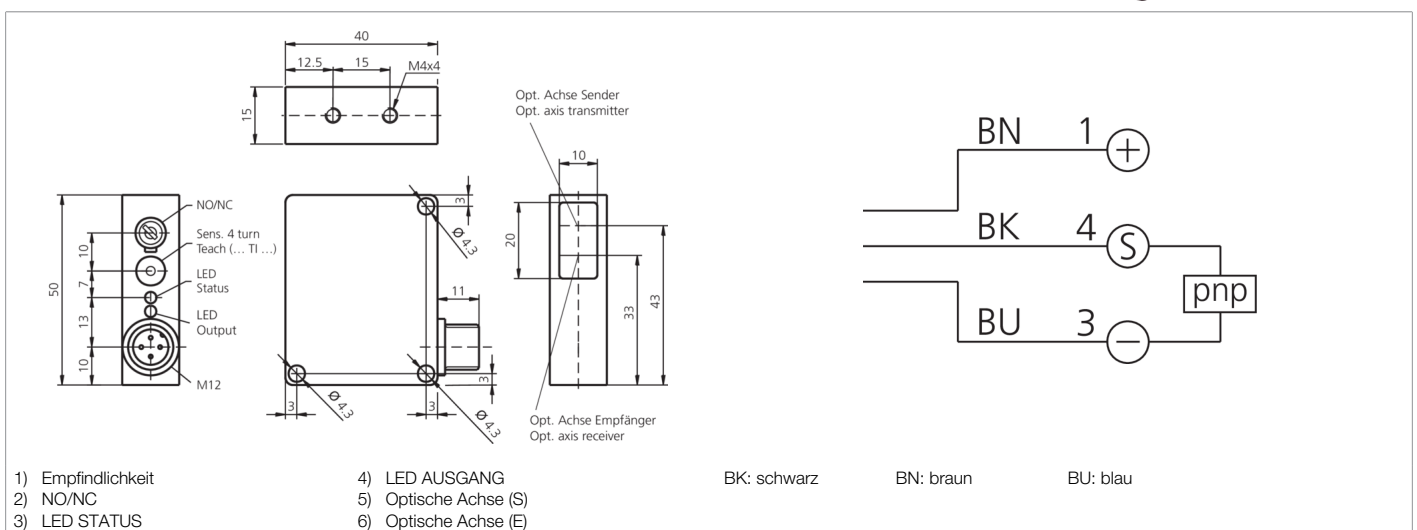 40
12.5
15
M4x4
15
Opt. Achse Sender
Opt. axis transmitter
10
20
33
43
Opt. Achse Empfänger
Opt. axis receiver
50
10
7
13
10
NO/NC
Sens. 4 turn
Teach (... TI ...)
LED
Status
LED
Output
M12
3
Ø 4.3
11
3
3
Ø 4.3
3
Ø 4.3
BN 1 +
BK 4 S
pnp
BU 3 −
1) Empfindlichkeit
2) NO/NC
3) LED STATUS
4) LED AUSGANG
5) Optische Achse (S)
6) Optische Achse (E)
BK: schwarz
BN: braun
BU: blau